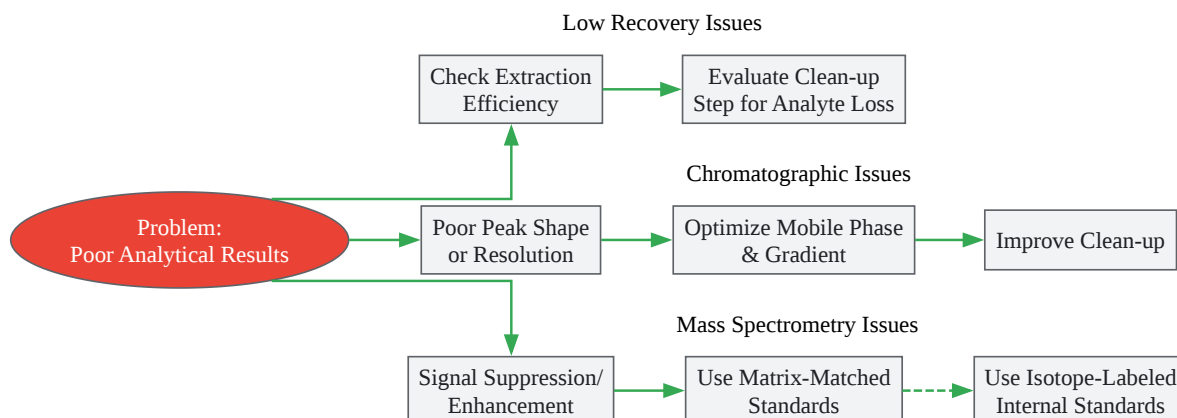 Low Recovery Issues
Check Extraction
Efficiency
Evaluate Clean-up
Step for Analyte Loss
Chromatographic Issues
Problem:
Poor Analytical Results
Poor Peak Shape
or Resolution
Optimize Mobile Phase
& Gradient
Improve Clean-up
Mass Spectrometry Issues
Signal Suppression/
Enhancement
Use Matrix-Matched
Standards
Use Isotope-Labeled
Internal Standards